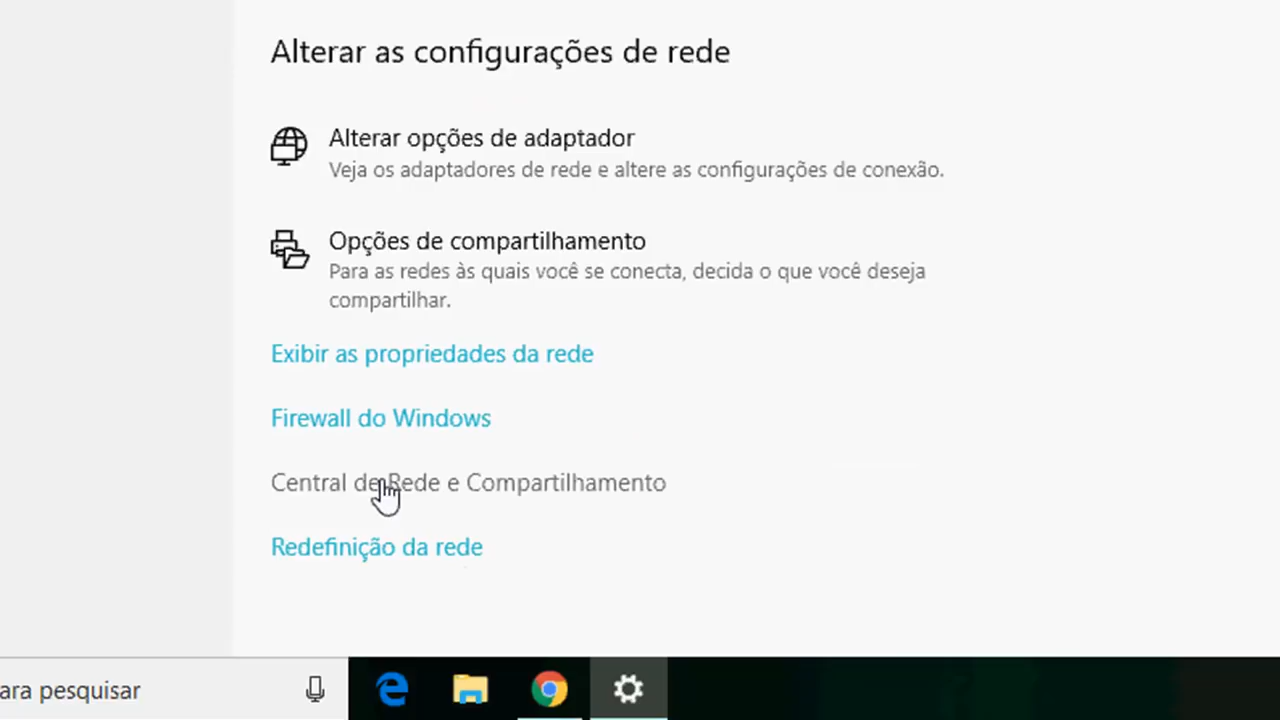 Alterar as configurações de rede
Alterar opções de adaptador
Veja os adaptadores de rede e altere as configurações de conexão.
Opções de compartilhamento
Para as redes às quais você se conecta, decida o que você deseja
compartilhar.
Exibir as propriedades da rede
Firewall do Windows
Central de Rede e Compartilhamento
Redefinição da rede
ara pesquisar